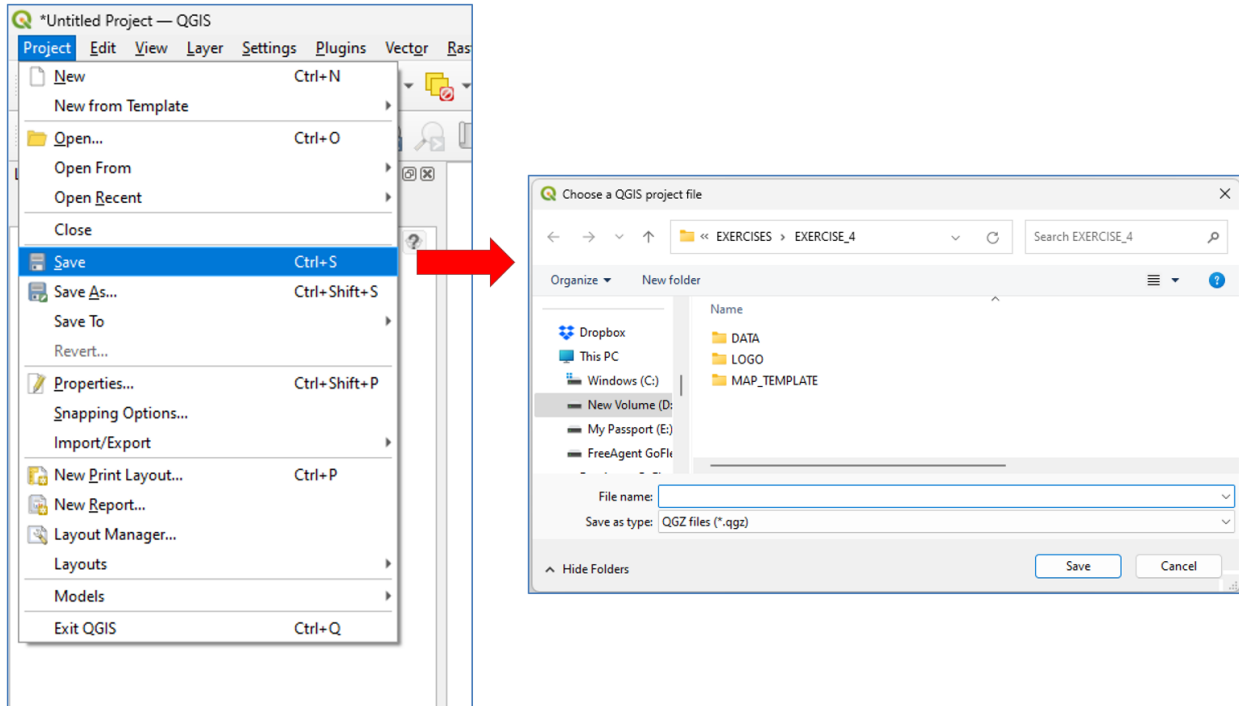 *Untitled Project — QGIS
Project Edit View Layer Settings Plugins Vector Ras
New Ctrl+N
New from Template
Open... Ctrl+O
Open From
Open Recent
Close
Save Ctrl+S
Save As... Ctrl+Shift+S
Save To
Revert...
Properties... Ctrl+Shift+P
Snapping Options...
Import/Export
New Print Layout... Ctrl+P
New Report...
Layout Manager...
Layouts
Models
Exit QGIS Ctrl+Q
Choose a QGIS project file
« EXERCISES > EXERCISE_4 Search EXERCISE_4
Organize New folder
Name
Dropbox
This PC
Windows (C:)
New Volume (D:
My Passport (E:)
FreeAgent GoFle
DATA
LOGO
MAP_TEMPLATE
File name:
Save as type: QGZ files (*.qgz)
Hide Folders Save Cancel